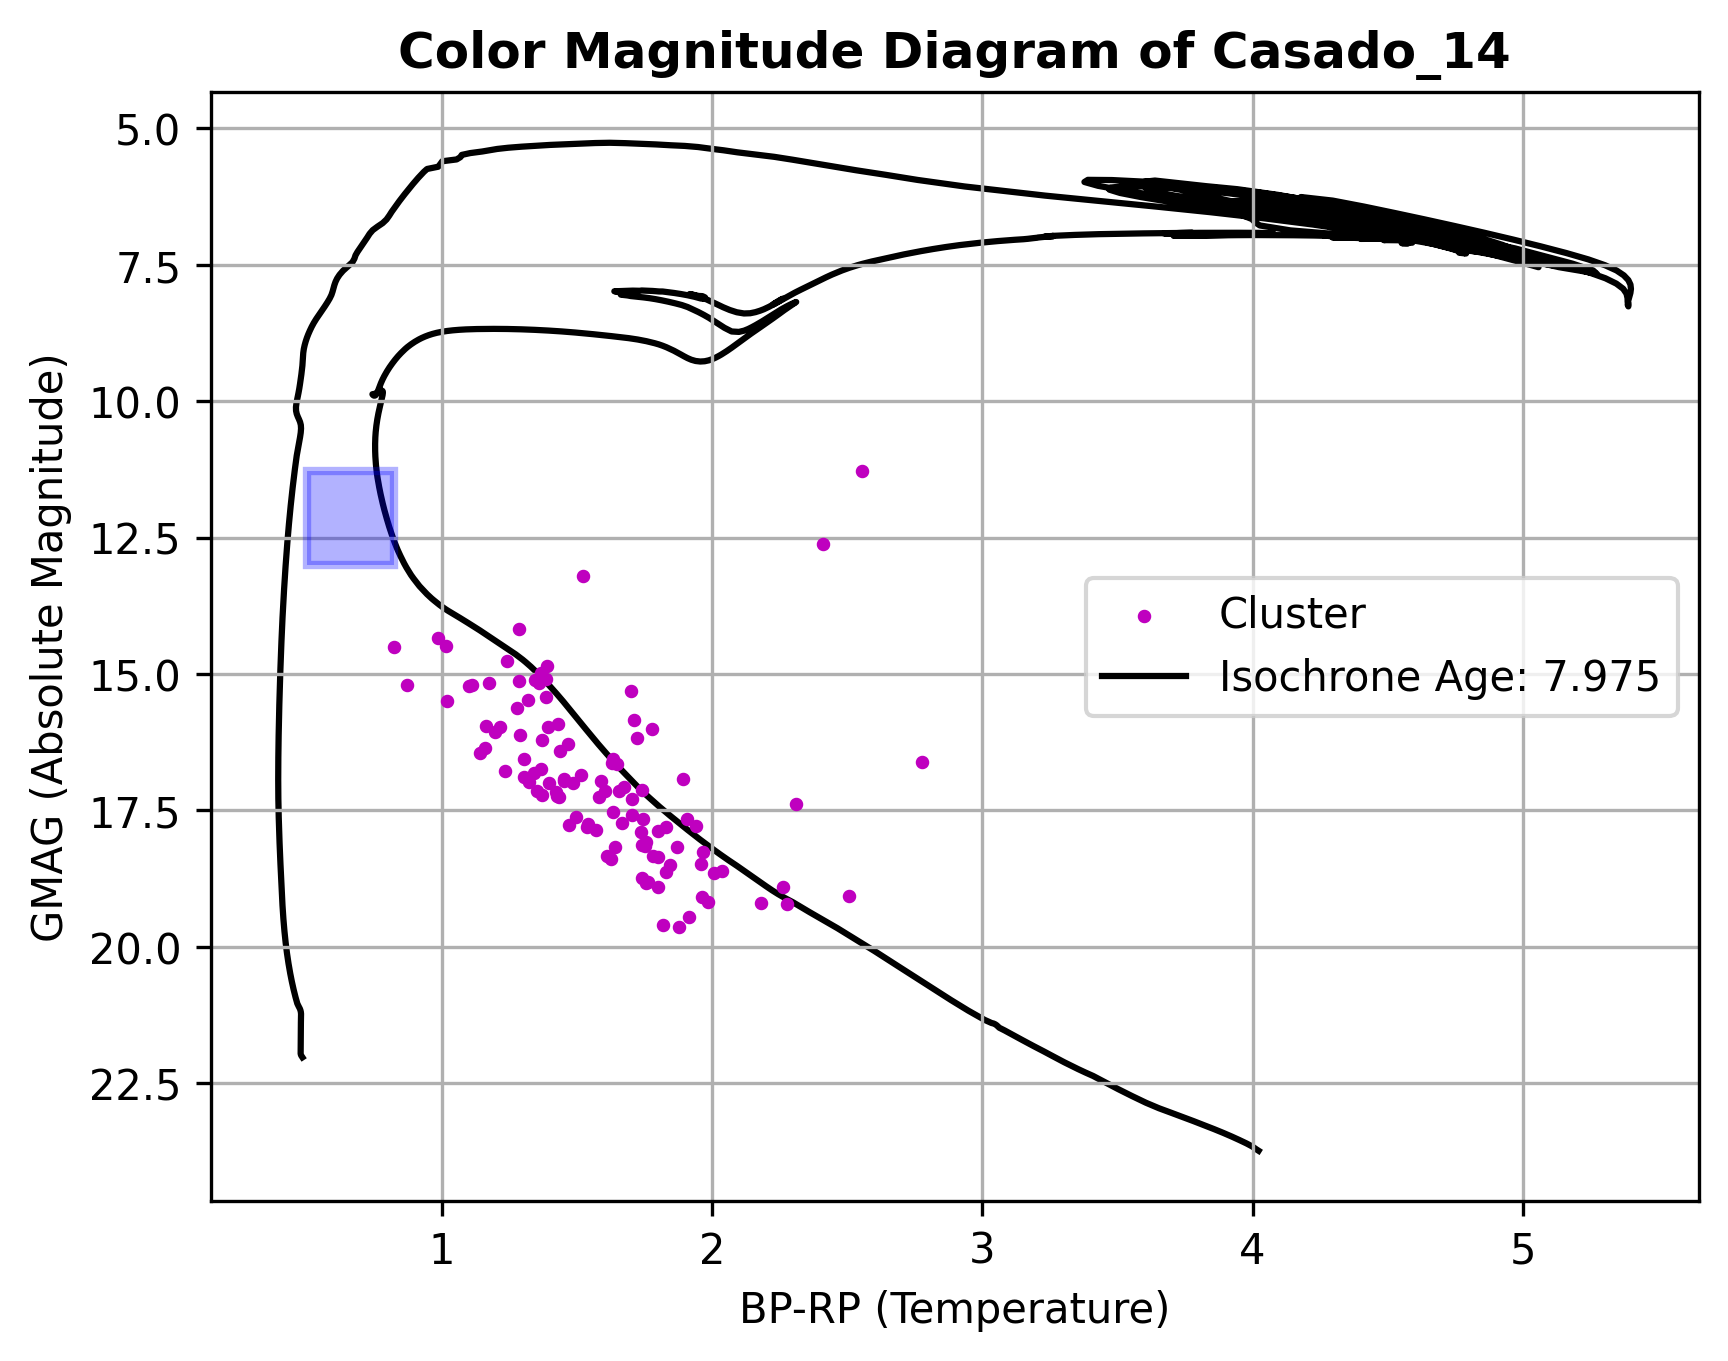 Color Magnitude Diagram of Casado_14
5.0
7.5
10.0
12.5
15.0
17.5
20.0
22.5
GMAG (Absolute Magnitude)
Cluster
Isochrone Age: 7.975
1 2 3 4 5
BP-RP (Temperature)